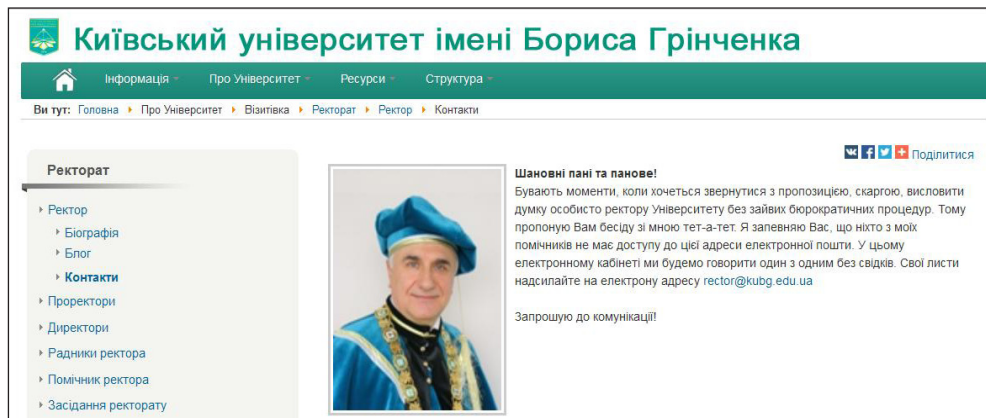 Київський університет імені Бориса Грінченка
Інформація
Про Університет
Ресурси
Структура
Ви тут: Головна Про Університет Візитівка Ректорат Ректор Контакти
Поділитися
Ректорат
Ректор
Біографія
Блог
Контакти
Проректори
Директори
Радники ректора
Помічник ректора
Засідання ректорату
Шановні пані та панове!
Бувають моменти, коли хочеться звернутися з пропозицією, скаргою, висловити
думку особисто ректору Університету без зайвих бюрократичних процедур. Тому
пропоную Вам бесіду зі мною тет-а-тет. Я запевняю Вас, що ніхто з моїх
помічників не має доступу до цієї адреси електронної пошти. У цьому
електронному кабінеті ми будемо говорити один з одним без свідків. Свої листи
надсилайте на електрону адресу rector@kubg.edu.ua
Запрошую до комунікації!